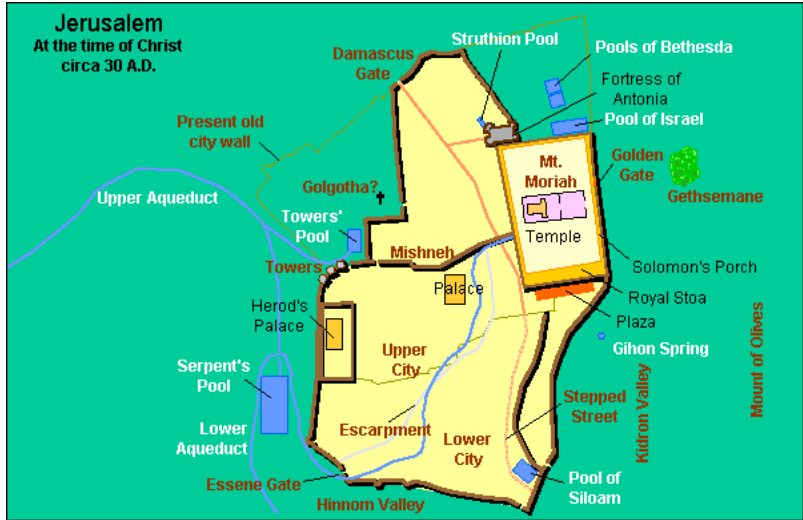 Jerusalem
At the time of Christ
circa 30 A.D.
Struthion Pool
Damascus
Gate
Pools of Bethesda
Fortress of
Antonia
Pool of Israel
Present old
city wall
Mt.
Moriah
Golden
Gate
Gethsemane
Golgotha?
Upper Aqueduct
Towers'
Pool
Temple
Mishneh
Towers
Solomon's Porch
Palace
Royal Stoa
Herod's
Palace
Plaza
Gihon Spring
Upper
City
Serpent's
Pool
Mount of Olives
Kidron Valley
Stepped
Street
Lower
Aqueduct
Escarpment
Lower
City
Essene Gate
Pool of
Siloam
Hinnom Valley